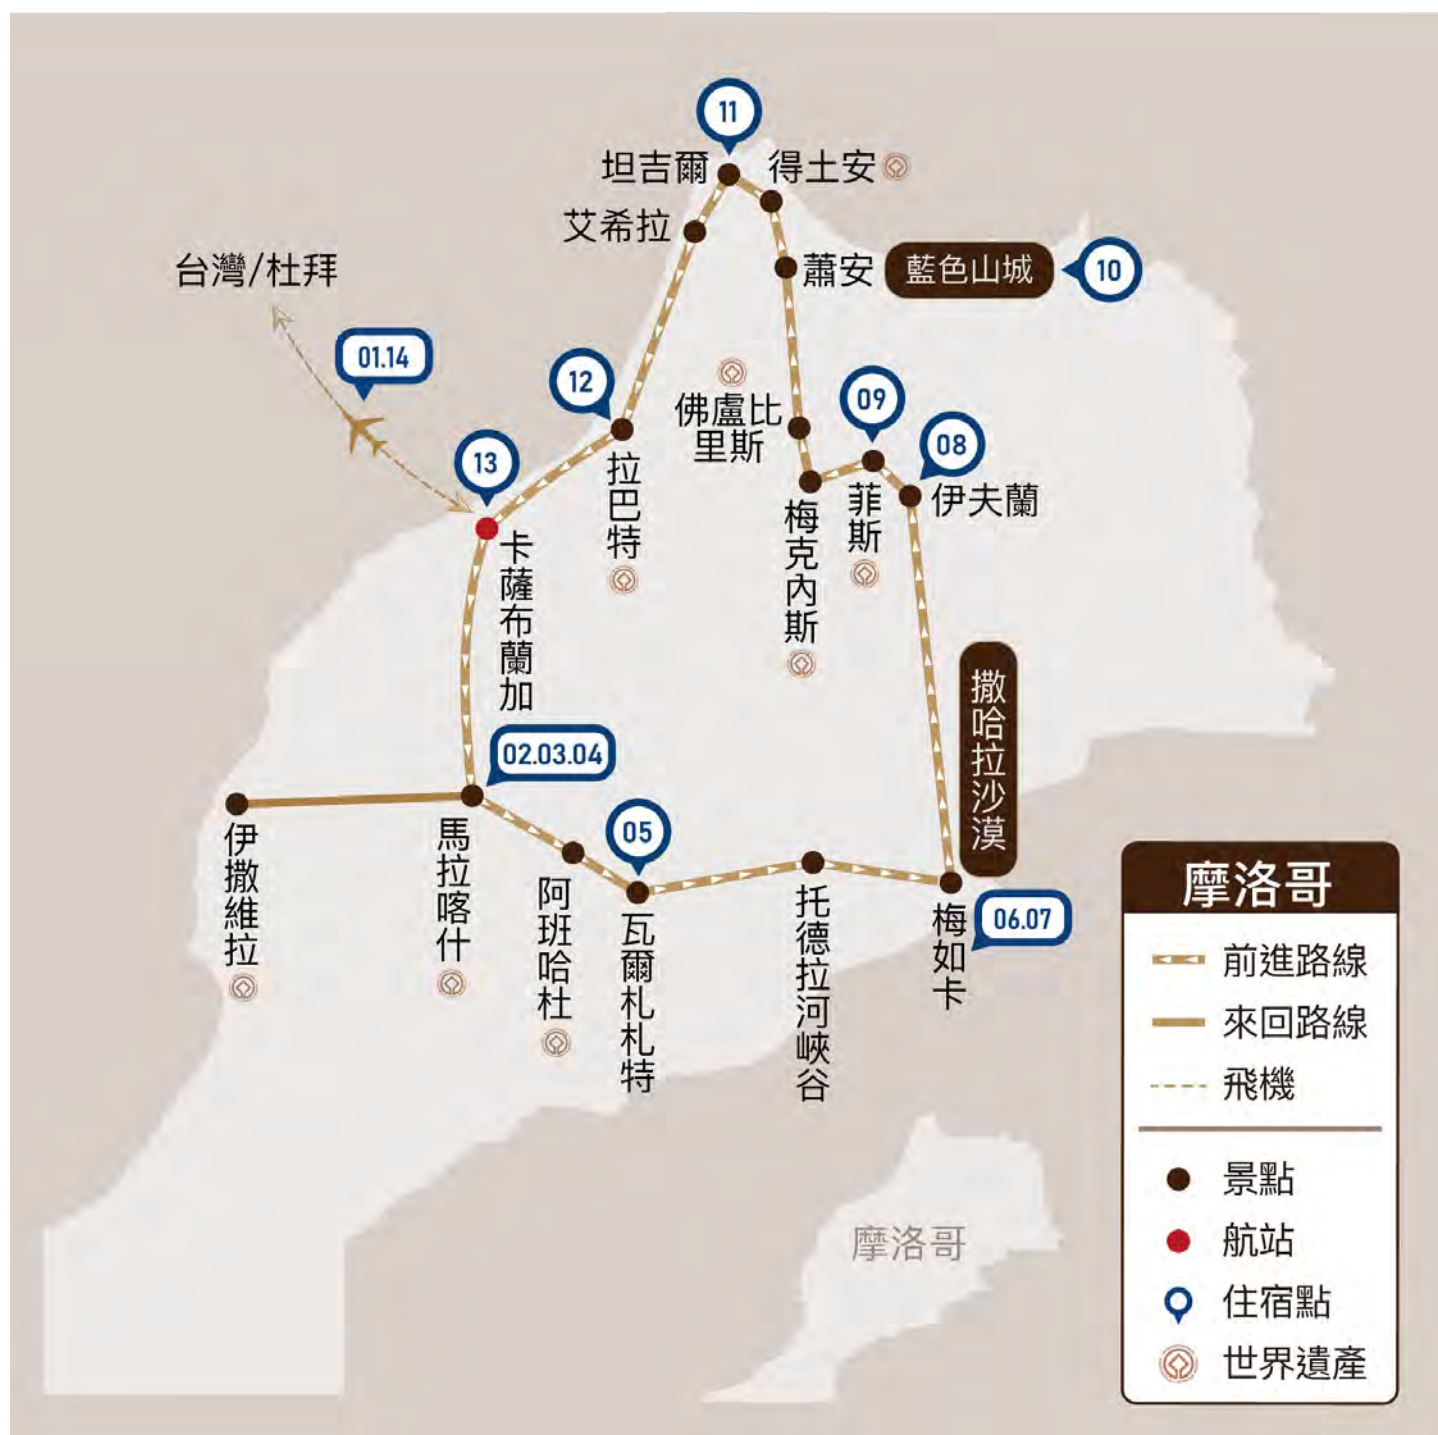 11
坦吉爾
得土安
艾希拉
台灣/杜拜
蕭安
藍色山城
10
01.14
12
佛盧比
里斯
09
08
13
拉巴特
菲斯
伊夫蘭
梅克內斯
卡薩布蘭加
撒哈拉沙漠
02.03.04
05
伊撒維拉
馬拉喀什
阿班哈杜
瓦爾札札特
托德拉河峽谷
梅如卡
06.07
摩洛哥
前進路線
來回路線
飛機
景點
航站
住宿點
世界遺產
摩洛哥